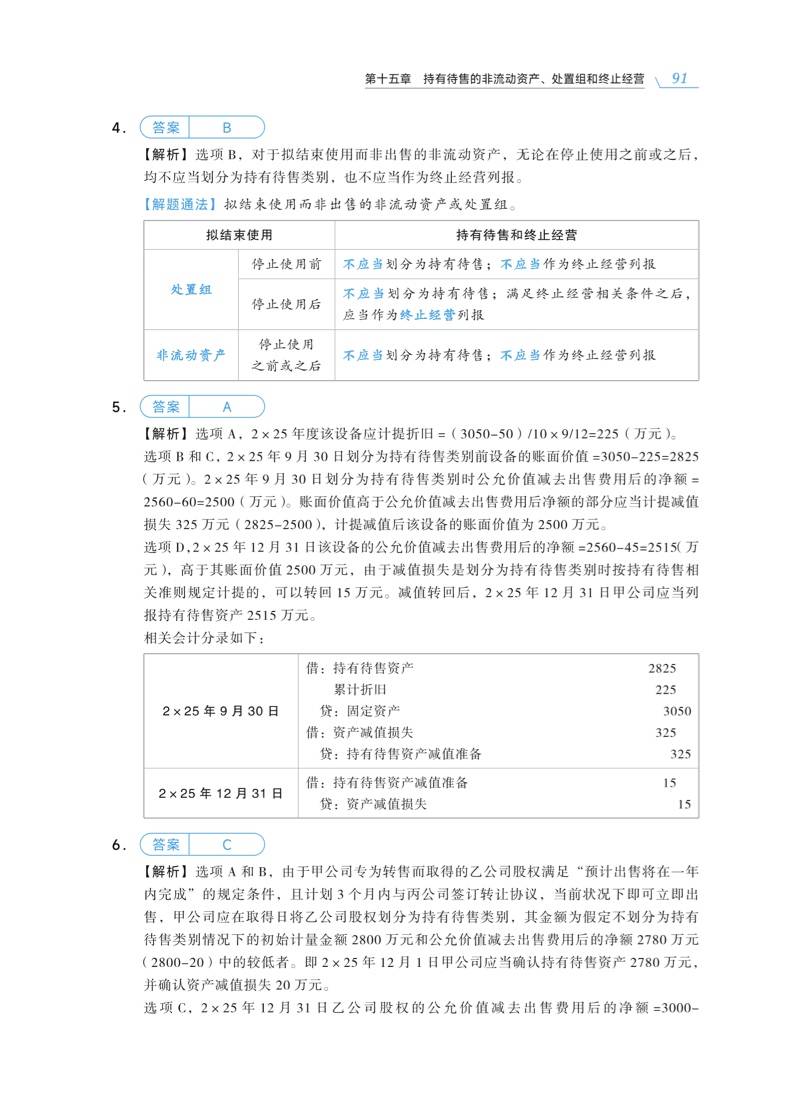 第十五章　持有待售的非流动资产、处置组和终止经营　91
4. 答案　B
【解析】选项 B，对于拟结束使用而非出售的非流动资产，无论在停止使用之前或之后，
均不应当划分为持有待售类别，也不应当作为终止经营列报。
【解题通法】拟结束使用而非出售的非流动资产或处置组。
拟结束使用　持有待售和终止经营
处置组　停止使用前　不应当划分为持有待售；不应当作为终止经营列报
停止使用后　不应当划分为持有待售；满足终止经营相关条件之后，
应当作为终止经营列报
非流动资产　停止使用
之前或之后　不应当划分为持有待售；不应当作为终止经营列报
5. 答案　A
【解析】选项 A，2×25 年度该设备应计提折旧 =（3050-50）/10×9/12=225（万元）。
选项 B 和 C，2×25 年 9 月 30 日划分为持有待售类别前设备的账面价值 =3050-225=2825
（万元）。2×25 年 9 月 30 日划分为持有待售类别时公允价值减去出售费用后的净额 =
2560-60=2500（万元）。账面价值高于公允价值减去出售费用后净额的部分应当计提减值
损失 325 万元（2825-2500），计提减值后该设备的账面价值为 2500 万元。
选项 D，2×25 年 12 月 31 日该设备的公允价值减去出售费用后的净额 =2560-45=2515（万
元），高于其账面价值 2500 万元，由于减值损失是划分为持有待售类别时按持有待售相
关准则规定计提的，可以转回 15 万元。减值转回后，2×25 年 12 月 31 日甲公司应当列
报持有待售资产 2515 万元。
相关会计分录如下：
2×25 年 9 月 30 日
借：持有待售资产　2825
累计折旧　225
贷：固定资产　3050
借：资产减值损失　325
贷：持有待售资产减值准备　325
2×25 年 12 月 31 日
借：持有待售资产减值准备　15
贷：资产减值损失　15
6. 答案　C
【解析】选项 A 和 B，由于甲公司专为转售而取得的乙公司股权满足“预计出售将在一年
内完成”的规定条件，且计划 3 个月内与丙公司签订转让协议，当前状况下即可立即出
售，甲公司应在取得日将乙公司股权划分为持有待售类别，其金额为假定不划分为持有
待售类别情况下的初始计量金额 2800 万元和公允价值减去出售费用后的净额 2780 万元
（2800-20）中的较低者。即 2×25 年 12 月 1 日甲公司应当确认持有待售资产 2780 万元，
并确认资产减值损失 20 万元。
选项 C，2×25 年 12 月 31 日乙公司股权的公允价值减去出售费用后的净额 =3000-